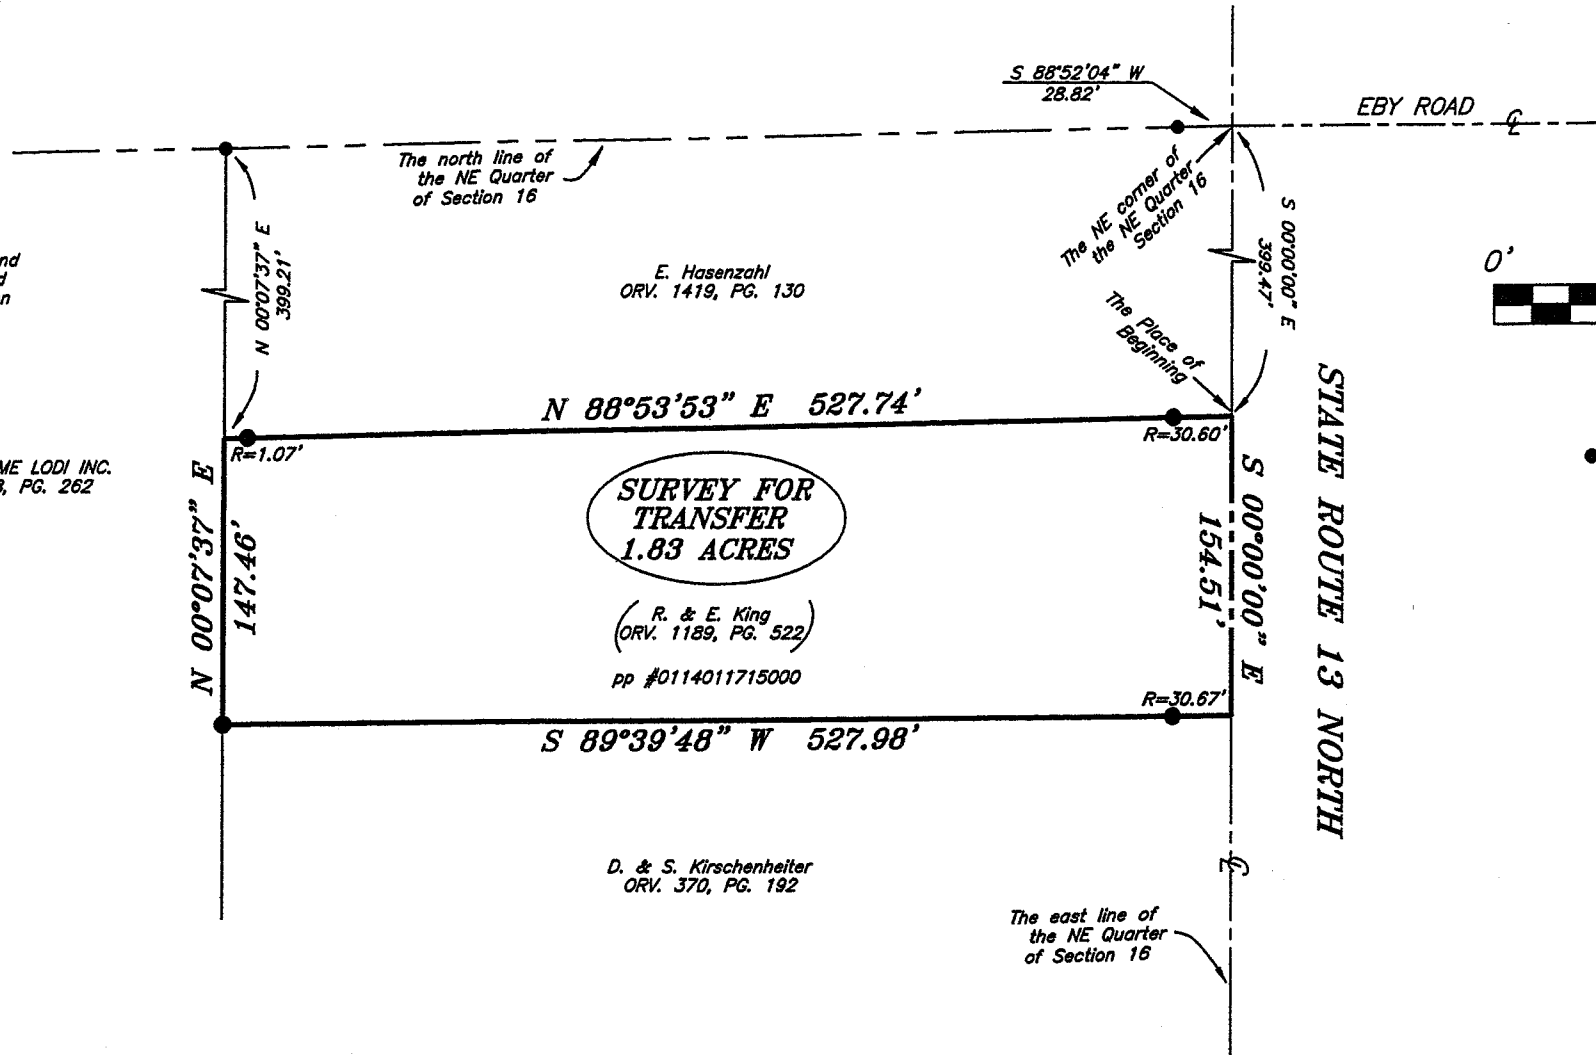 S 88°52'04" W
28.82'
EBY ROAD
The north line of
the NE Quarter
of Section 16
The NE corner of
the NE Quarter
Section 16
N 00°07'37" E
399.21'
S 00°00'00" E
399.47'
nd
d
n
E. Hasenzahl
ORV. 1419, PG. 130
0'
The Place of
Beginning
N 88°53'53" E 527.74'
R=1.07'
R=30.60'
ME LODI INC.
, PG. 262
SURVEY FOR
TRANSFER
1.83 ACRES
N 00°07'37" E
147.46'
S 00°00'00" E
154.51'
STATE ROUTE 13 NORTH
(R. & E. King
ORV. 1189, PG. 522)
pp #0114011715000
R=30.67'
S 89°39'48" W 527.98'
D. & S. Kirschenheiter
ORV. 370, PG. 192
The east line of
the NE Quarter
of Section 16